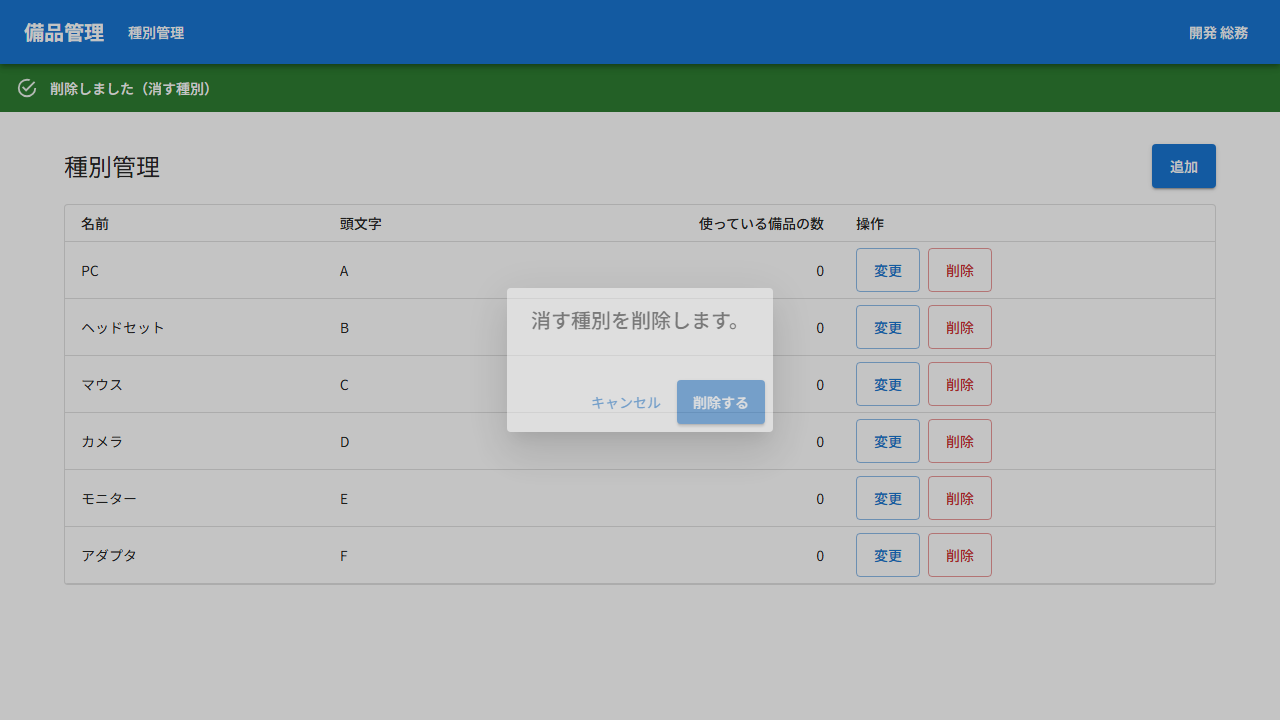 備品管理 種別管理 開発 総務
削除しました（消す種別）
種別管理 追加
名前 頭文字 使っている備品の数 操作
PC A 0 変更 削除
ヘッドセット B 0 変更 削除
マウス C 0 変更 削除
カメラ D 0 変更 削除
モニター E 0 変更 削除
アダプタ F 0 変更 削除
消す種別を削除します。
キャンセル 削除する